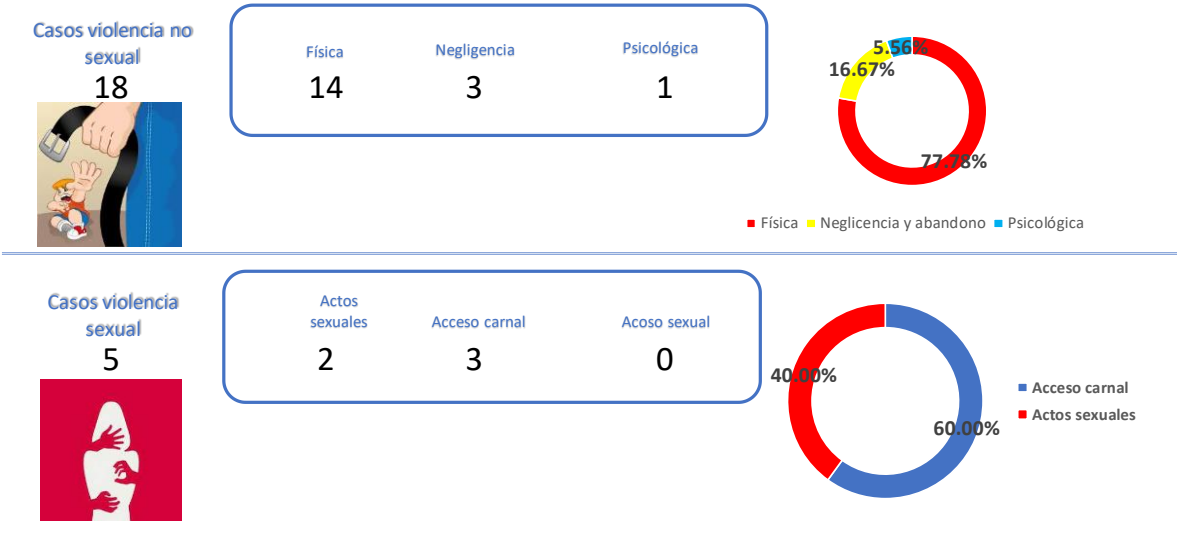 Casos violencia no
sexual
18
Física
Negligencia
Psicológica
14
3
1
5.56%
16.67%
77.78%
Física
Neglicencia y abandono
Psicológica
Casos violencia
sexual
5
Actos
sexuales
Acceso carnal
Acoso sexual
2
3
0
40.00%
60.00%
Acceso carnal
Actos sexuales